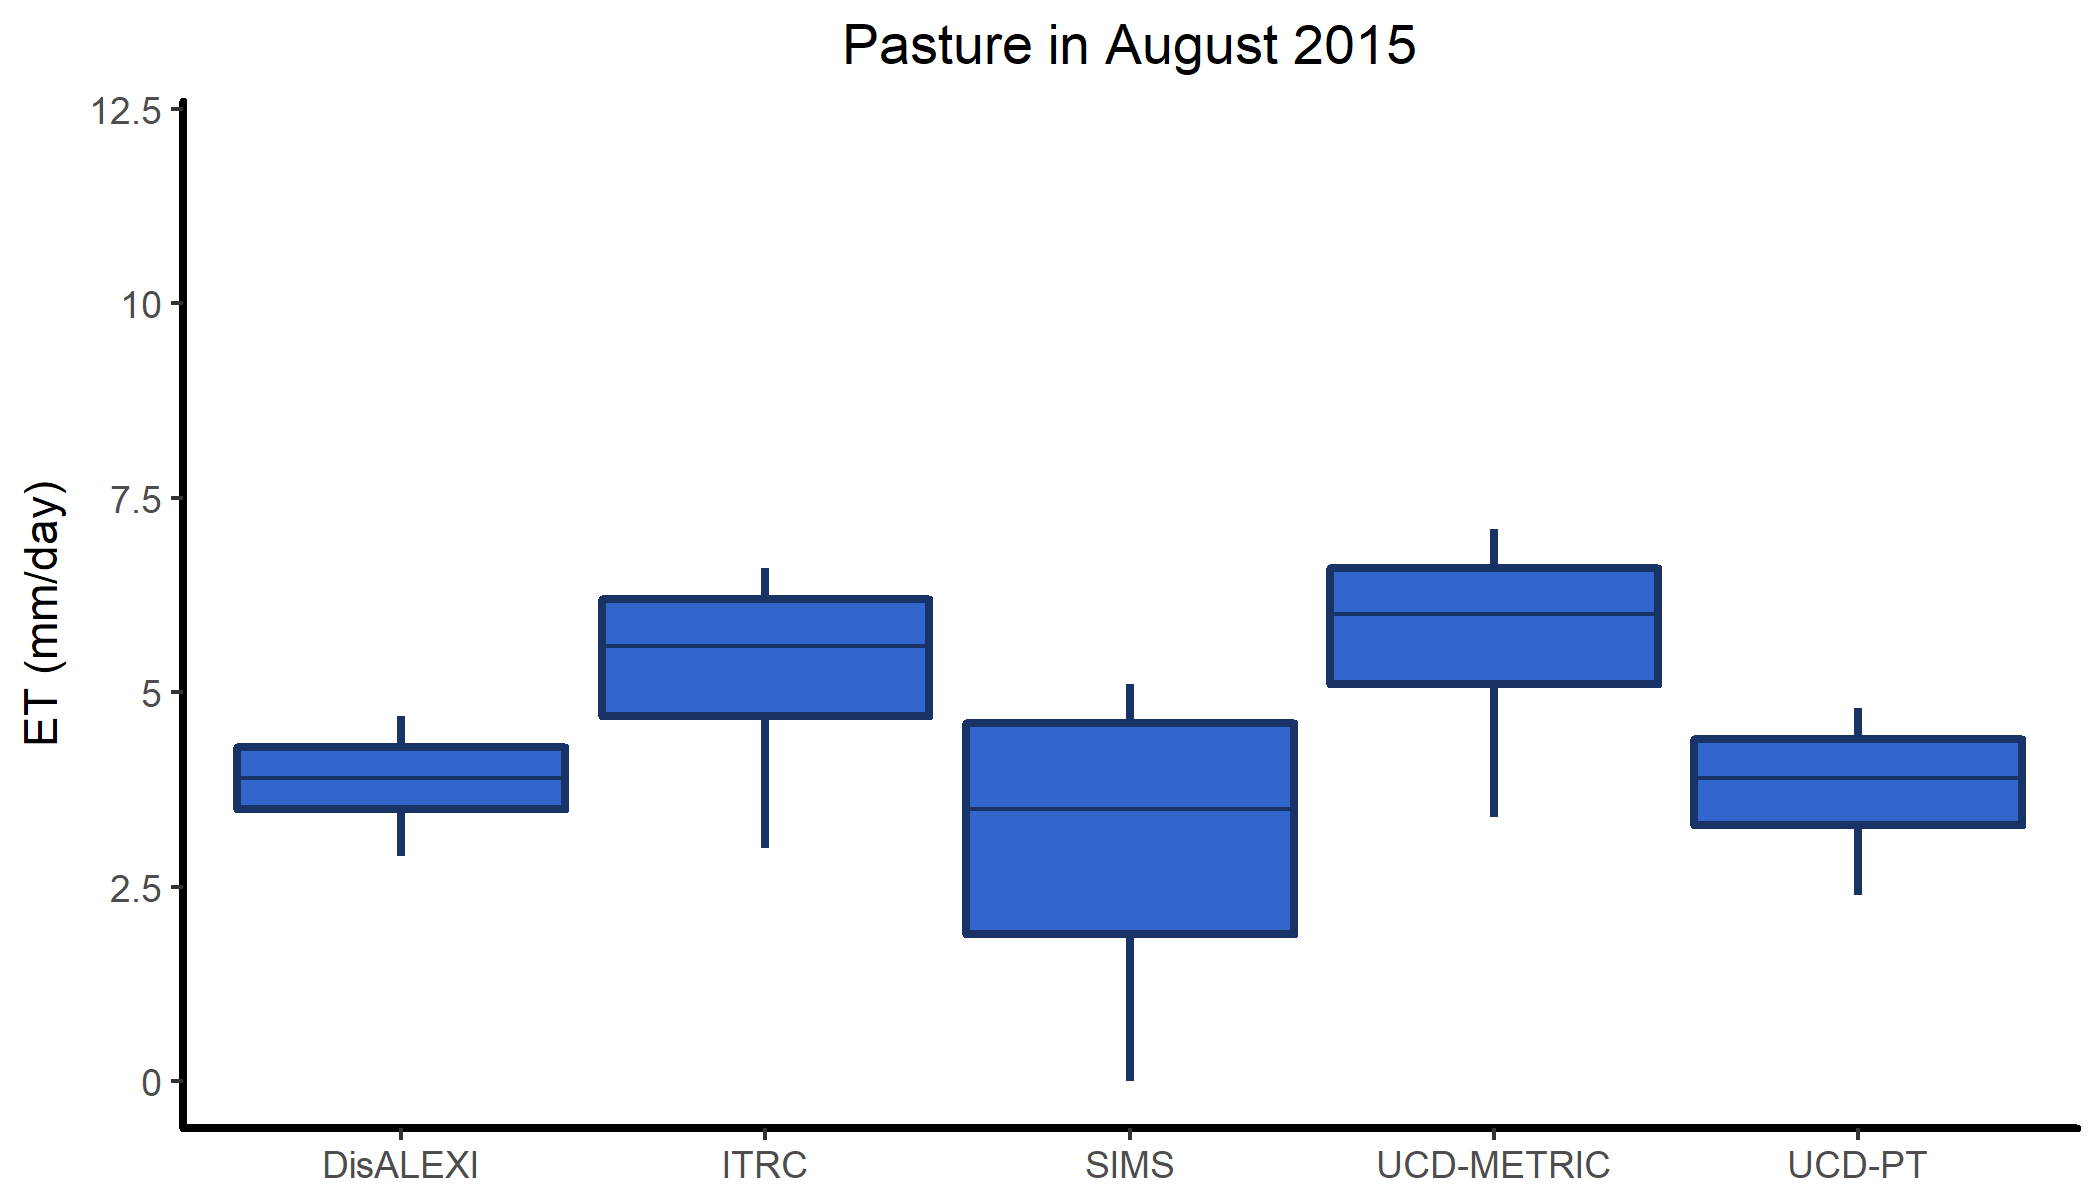 Pasture in August 2015
12.5
10
7.5
5
2.5
0
ET (mm/day)
DisALEXI
ITRC
SIMS
UCD-METRIC
UCD-PT